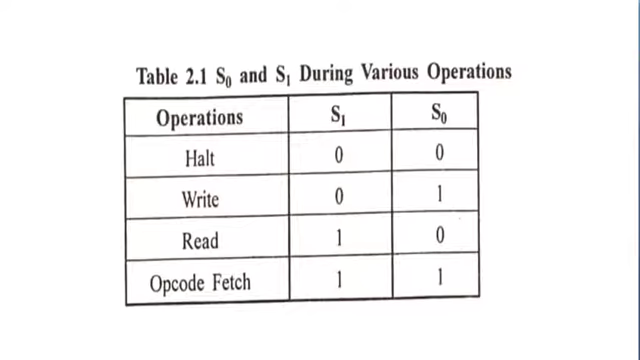 Table 2.1 S₀ and S₁ During Various Operations
Operations S₁ S₀
Halt 0 0
Write 0 1
Read 1 0
Opcode Fetch 1 1